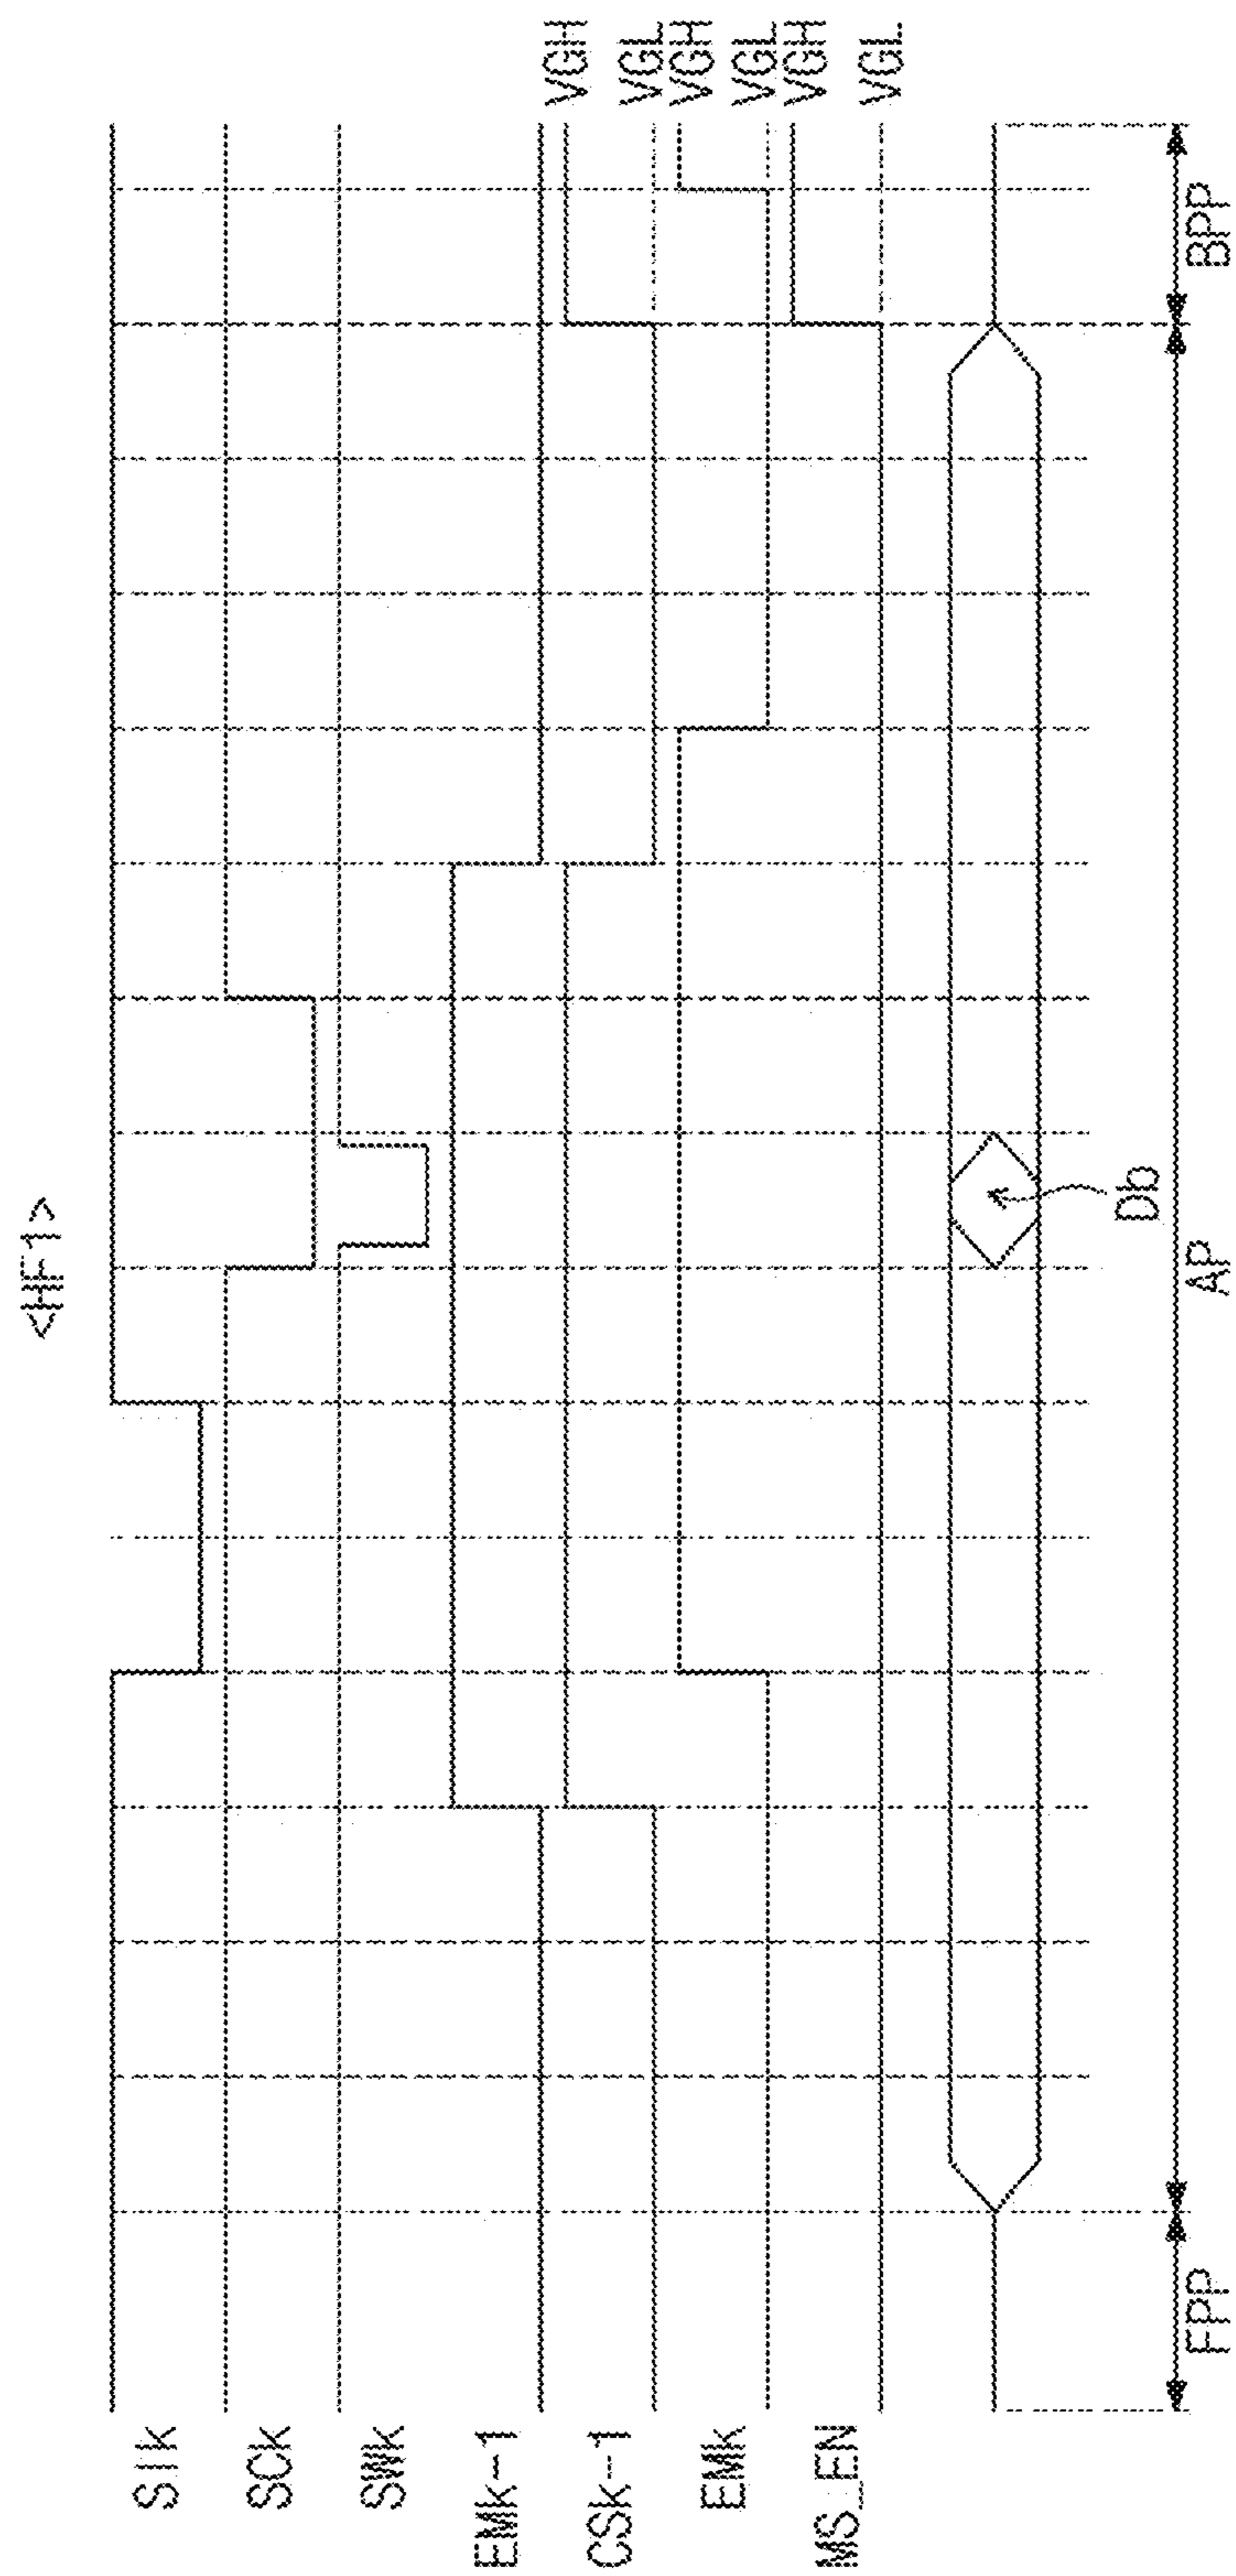 <HF1>
SIk
SCk
SWk
EMk-1
CSk-1
EMk
MS_EN
VGH
VGL
VGH
VGL
VGH
VGL
Db
FPP
AP
BPP